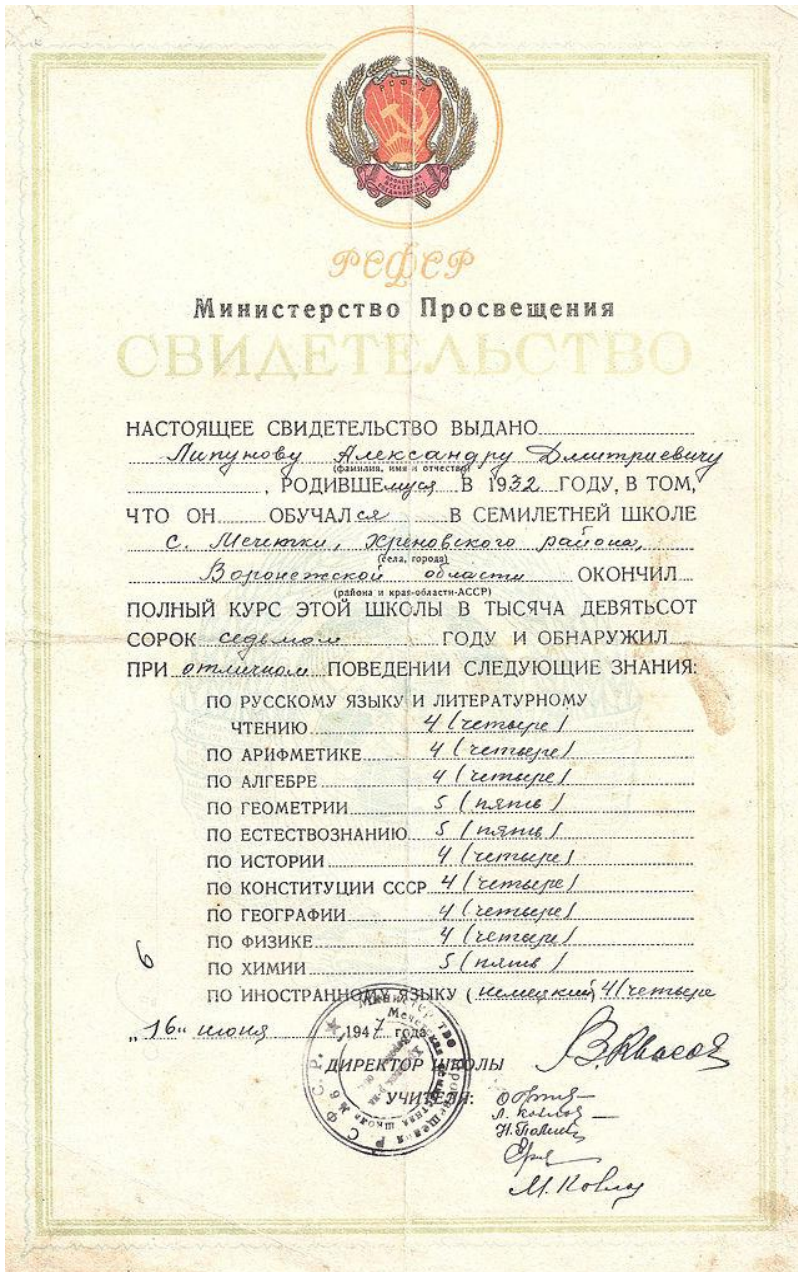 РСФСР
РСФСР
Министерство Просвещения
СВИДЕТЕЛЬСТВО
НАСТОЯЩЕЕ СВИДЕТЕЛЬСТВО ВЫДАНО
Липунову Александру Дмитриевичу
(фамилия, имя и отчество)
, РОДИВШЕмуся В 1932 ГОДУ, В ТОМ,
ЧТО ОН ОБУЧАЛся В СЕМИЛЕТНЕЙ ШКОЛЕ
с. Мечетки, Хреновского района,
(села, города)
Воронежской области ОКОНЧИЛ
(района и края-области-АССР)
ПОЛНЫЙ КУРС ЭТОЙ ШКОЛЫ В ТЫСЯЧА ДЕВЯТЬСОТ
СОРОК седьмом ГОДУ И ОБНАРУЖИЛ
ПРИ отличном ПОВЕДЕНИИ СЛЕДУЮЩИЕ ЗНАНИЯ:
ПО РУССКОМУ ЯЗЫКУ И ЛИТЕРАТУРНОМУ
ЧТЕНИЮ 4 (четыре)
ПО АРИФМЕТИКЕ 4 (четыре)
ПО АЛГЕБРЕ 4 (четыре)
ПО ГЕОМЕТРИИ 5 (пять)
ПО ЕСТЕСТВОЗНАНИЮ 5 (пять)
ПО ИСТОРИИ 4 (четыре)
ПО КОНСТИТУЦИИ СССР 4 (четыре)
ПО ГЕОГРАФИИ 4 (четыре)
ПО ФИЗИКЕ 4 (четыре)
6
ПО ХИМИИ 5 (пять)
ПО ИНОСТРАННОМУ ЯЗЫКУ (немецкий) 4 (четыре
"16" июня 1947 года
ДИРЕКТОР ШКОЛЫ В. Квасов
УЧИТЕЛЯ: